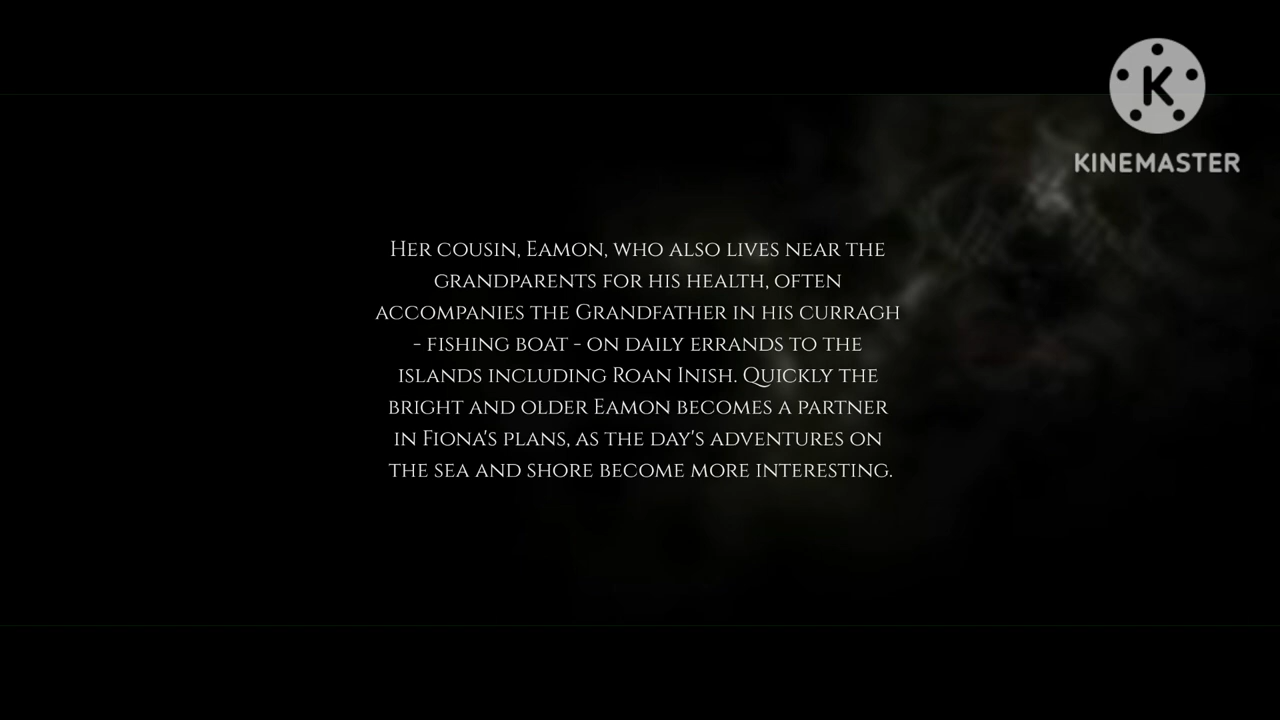 KINEMASTER
Her cousin, Eamon, who also lives near the
grandparents for his health, often
accompanies the Grandfather in his curragh
- fishing boat - on daily errands to the
islands including Roan Inish. Quickly the
bright and older Eamon becomes a partner
in Fiona's plans, as the day's adventures on
the sea and shore become more interesting.